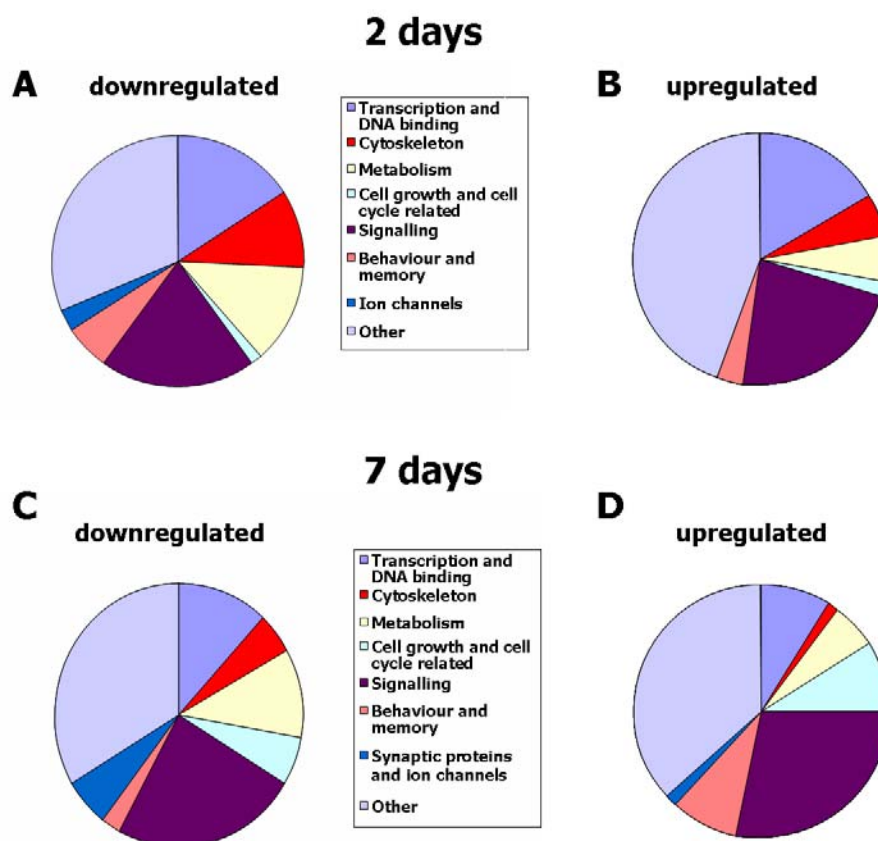 2 days
A
downregulated
Transcription and
DNA binding
Cytoskeleton
Metabolism
Cell growth and cell
cycle related
Signalling
Behaviour and
memory
Ion channels
Other
B
upregulated
7 days
C
downregulated
Transcription and
DNA binding
Cytoskeleton
Metabolism
Cell growth and cell
cycle related
Signalling
Behaviour and
memory
Synaptic proteins
and ion channels
Other
D
upregulated